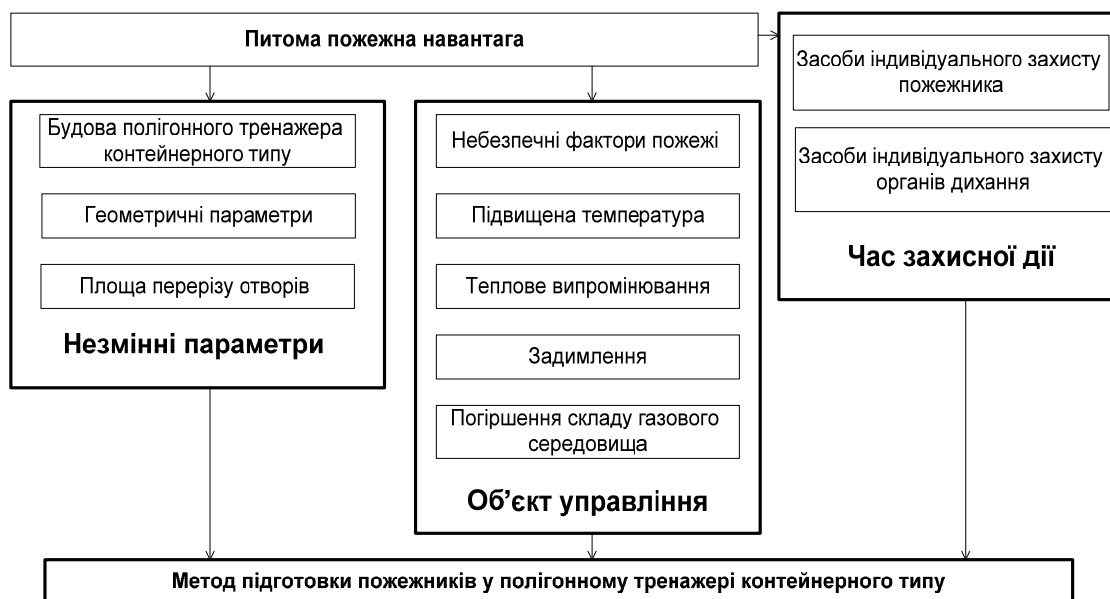 Питома пожежна навантага
Будова полігонного тренажера
контейнерного типу
Геометричні параметри
Площа перерізу отворів
Незмінні параметри
Небезпечні фактори пожежі
Підвищена температура
Теплове випромінювання
Задимлення
Погіршення складу газового
середовища
Об’єкт управління
Засоби індивідуального захисту
пожежника
Засоби індивідуального захисту
органів дихання
Час захисної дії
Метод підготовки пожежників у полігонному тренажері контейнерного типу